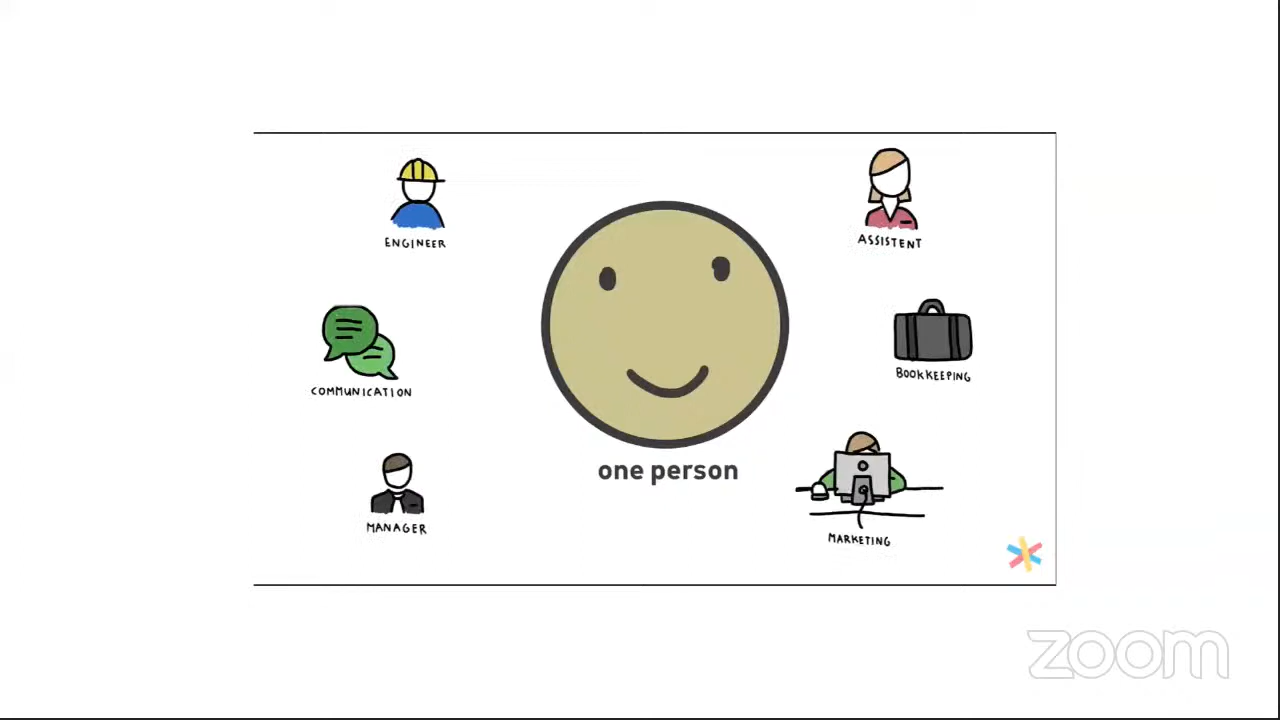 ENGINEER
ASSISTENT
COMMUNICATION
BOOKKEEPING
one person
MANAGER
MARKETING
zoom